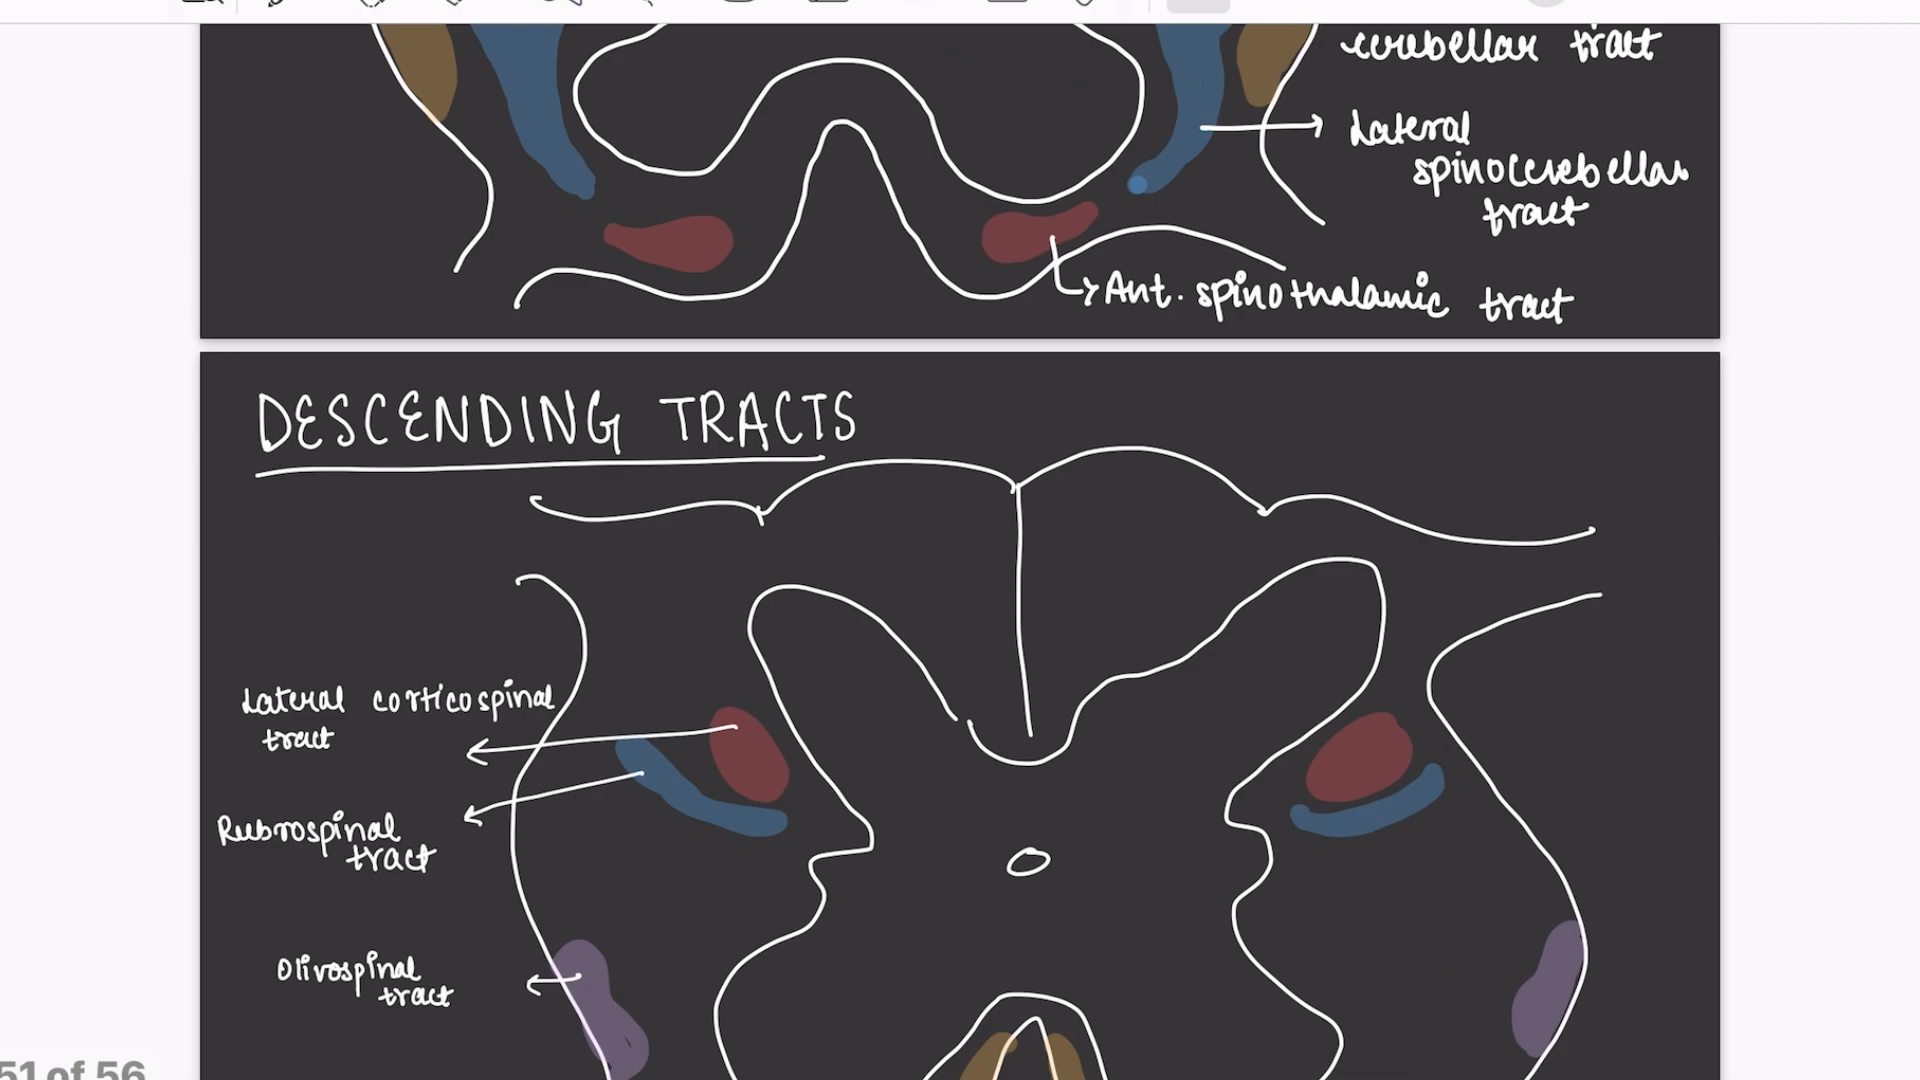 cerebellar tract
Lateral
spinocerebellar
tract
Ant. spinothalamic tract
DESCENDING TRACTS
Lateral corticospinal
tract
Rubrospinal
tract
Olivospinal
tract
51 of 56